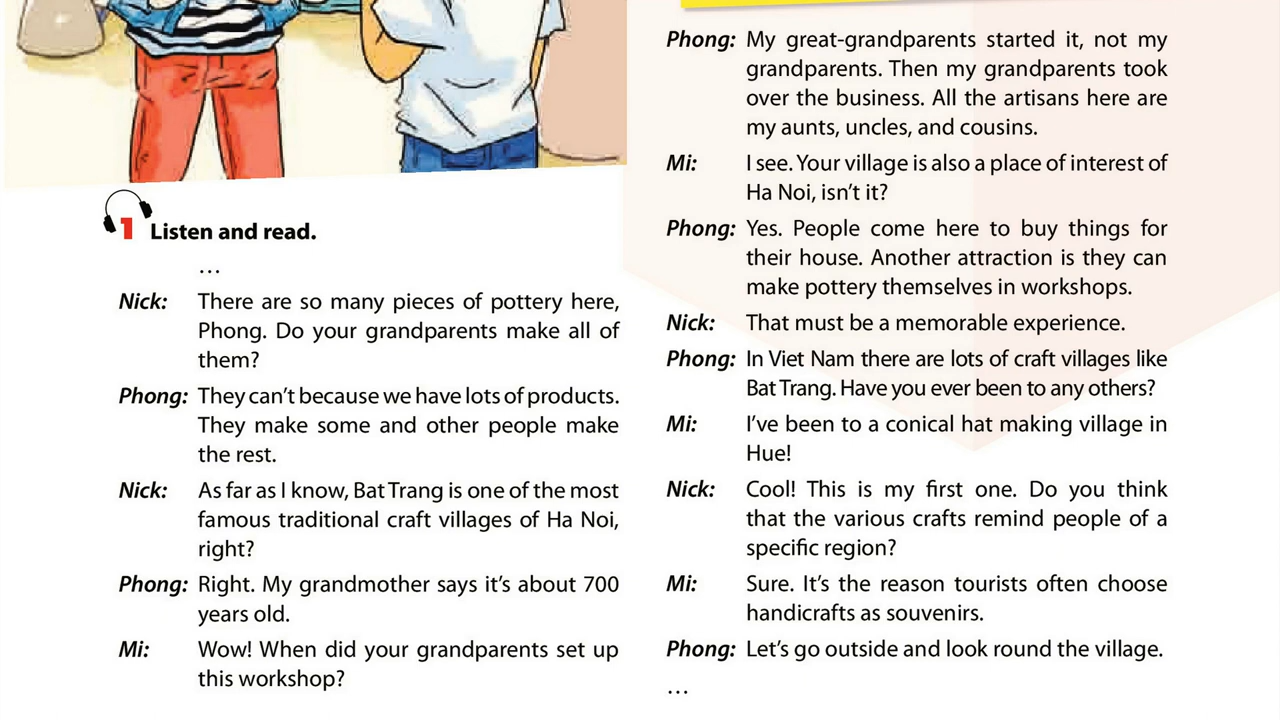 1 Listen and read.
…
Nick: There are so many pieces of pottery here,
Phong. Do your grandparents make all of
them?
Phong: They can't because we have lots of products.
They make some and other people make
the rest.
Nick: As far as I know, Bat Trang is one of the most
famous traditional craft villages of Ha Noi,
right?
Phong: Right. My grandmother says it's about 700
years old.
Mi: Wow! When did your grandparents set up
this workshop?
Phong: My great-grandparents started it, not my
grandparents. Then my grandparents took
over the business. All the artisans here are
my aunts, uncles, and cousins.
Mi: I see. Your village is also a place of interest of
Ha Noi, isn't it?
Phong: Yes. People come here to buy things for
their house. Another attraction is they can
make pottery themselves in workshops.
Nick: That must be a memorable experience.
Phong: In Viet Nam there are lots of craft villages like
Bat Trang. Have you ever been to any others?
Mi: I've been to a conical hat making village in
Hue!
Nick: Cool! This is my first one. Do you think
that the various crafts remind people of a
specific region?
Mi: Sure. It's the reason tourists often choose
handicrafts as souvenirs.
Phong: Let's go outside and look round the village.
…